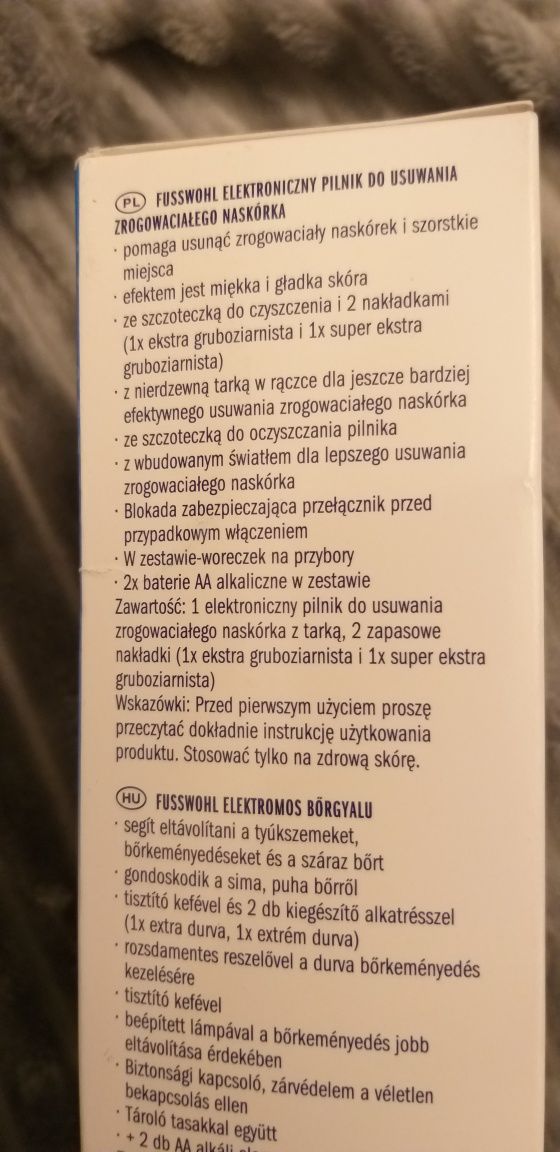 PL FUSSWOHL ELEKTRONICZNY PILNIK DO USUWANIA
ZROGOWACIAŁEGO NASKÓRKA
· pomaga usunąć zrogowaciały naskórek i szorstkie
miejsca
· efektem jest miękka i gładka skóra
· ze szczoteczką do czyszczenia i 2 nakładkami
(1x ekstra gruboziarnista i 1x super ekstra
gruboziarnista)
· z nierdzewną tarką w rączce dla jeszcze bardziej
efektywnego usuwania zrogowaciałego naskórka
· ze szczoteczką do oczyszczania pilnika
· z wbudowanym światłem dla lepszego usuwania
zrogowaciałego naskórka
· Blokada zabezpieczająca przełącznik przed
przypadkowym włączeniem
· W zestawie-woreczek na przybory
· 2x baterie AA alkaliczne w zestawie
Zawartość: 1 elektroniczny pilnik do usuwania
zrogowaciałego naskórka z tarką, 2 zapasowe
nakładki (1x ekstra gruboziarnista i 1x super ekstra
gruboziarnista)
Wskazówki: Przed pierwszym użyciem proszę
przeczytać dokładnie instrukcję użytkowania
produktu. Stosować tylko na zdrową skórę.
HU FUSSWOHL ELEKTROMOS BŐRGYALU
· segít eltávolítani a tyúkszemeket,
bőrkeményedéseket és a száraz bőrt
· gondoskodik a sima, puha bőrről
· tisztító kefével és 2 db kiegészítő alkatrésszel
(1x extra durva, 1x extrém durva)
· rozsdamentes reszelővel a durva bőrkeményedés
kezelésére
· tisztító kefével
· beépített lámpával a bőrkeményedés jobb
eltávolítása érdekében
· Biztonsági kapcsoló, zárvédelem a véletlen
bekapcsolás ellen
· Tároló tasakkal együtt
· + 2 db AA